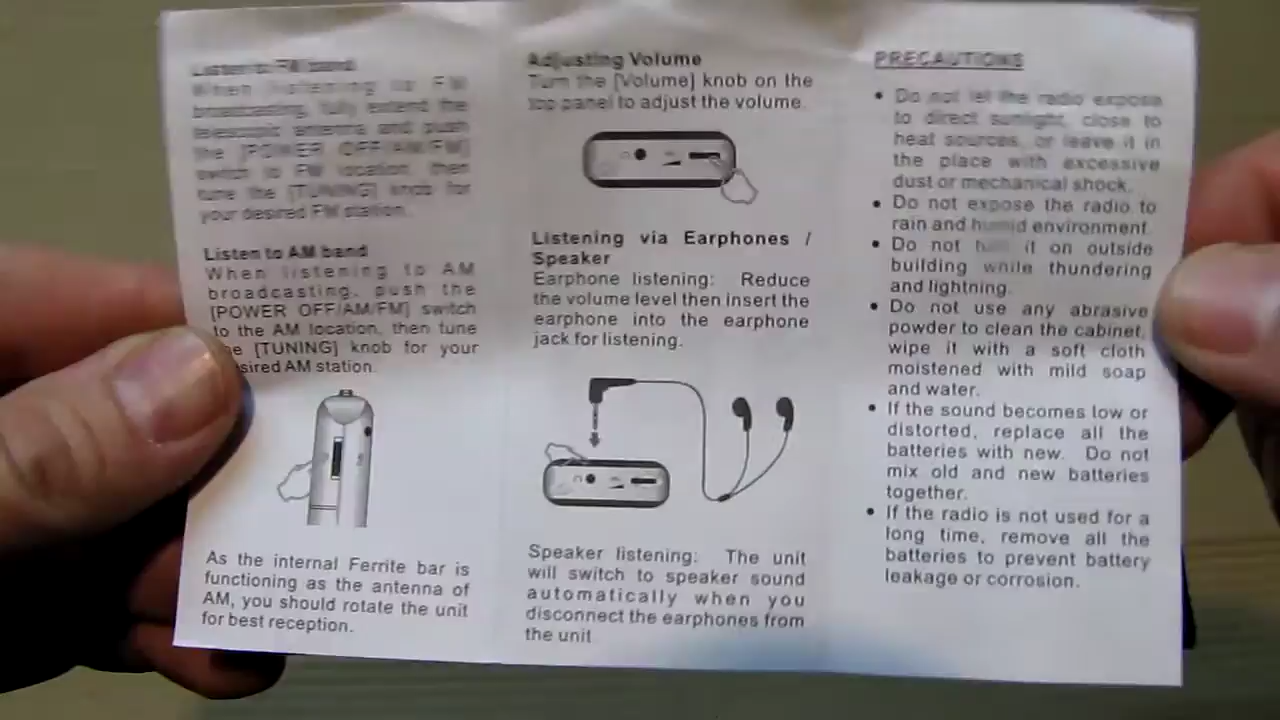 Listen to FM band
When listening to FM
broadcasting, fully extend the
telescopic antenna and push
the [POWER OFF/AM/FM]
switch to FM location, then
tune the [TUNING] knob for
your desired FM station.
Listen to AM band
When listening to AM
broadcasting, push the
[POWER OFF/AM/FM] switch
to the AM location, then tune
he [TUNING] knob for your
sired AM station.
As the internal Ferrite bar is
functioning as the antenna of
AM, you should rotate the unit
for best reception.
Adjusting Volume
Turn the [Volume] knob on the
top panel to adjust the volume.
Listening via Earphones /
Speaker
Earphone listening: Reduce
the volume level then insert the
earphone into the earphone
jack for listening.
Speaker listening: The unit
will switch to speaker sound
automatically when you
disconnect the earphones from
the unit
PRECAUTIONS
• Do not let the radio expose
to direct sunlight, close to
heat sources, or leave it in
the place with excessive
dust or mechanical shock.
• Do not expose the radio to
rain and humid environment.
• Do not it on outside
building while thundering
and lightning.
• Do not use any abrasive
powder to clean the cabinet,
wipe it with a soft cloth
moistened with mild soap
and water.
• If the sound becomes low or
distorted, replace all the
batteries with new. Do not
mix old and new batteries
together.
• If the radio is not used for a
long time, remove all the
batteries to prevent battery
leakage or corrosion.